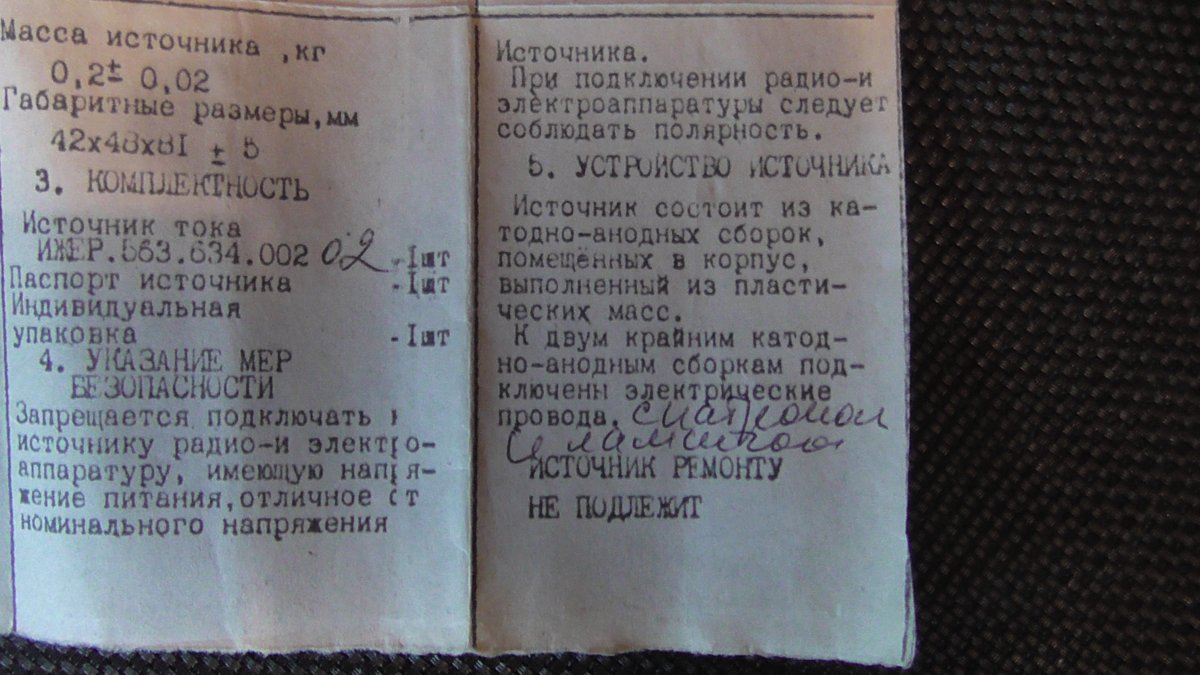 Масса источника ,кг
0,2± 0,02
Габаритные размеры,мм
42х48х81 ± 5
3. КОМПЛЕКТНОСТЬ
Источник тока
ИЖЕР.563.634.002 02 -1шт
Паспорт источника -1шт
Индивидуальная
упаковка -1шт
4. УКАЗАНИЕ МЕР
БЕЗОПАСНОСТИ
Запрещается подключать к
источнику радио-и электро-
аппаратуру, имеющую напря-
жение питания,отличное от
номинального напряжения
Источника.
При подключении радио-и
электроаппаратуры следует
соблюдать полярность.
5. УСТРОЙСТВО ИСТОЧНИКА
Источник состоит из ка-
тодно-анодных сборок,
помещённых в корпус,
выполненный из пласти-
ческих масс.
К двум крайним катод-
но-анодным сборкам под-
ключены электрические
провода. с патроном
и лампочкой
ИСТОЧНИК РЕМОНТУ
НЕ ПОДЛЕЖИТ